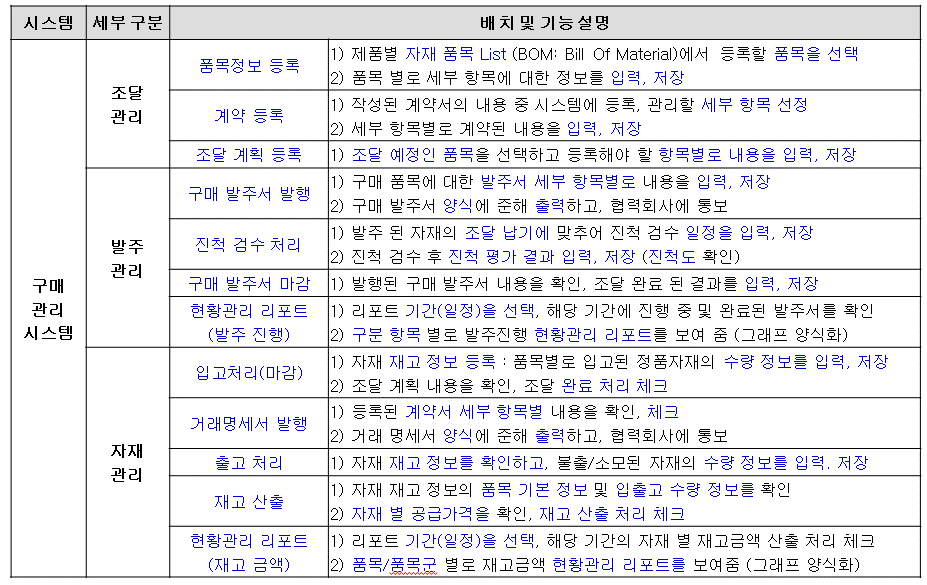 시스템 세부 구분 배 치 및 기 능 설 명
구매
관리
시스템
조달
관리
품목정보 등록
1) 제품별 자재 품목 List (BOM: Bill Of Material)에서 등록할 품목을 선택
2) 품목 별로 세부 항목에 대한 정보를 입력, 저장
계약 등록
1) 작성된 계약서의 내용 중 시스템에 등록, 관리할 세부 항목 선정
2) 세부 항목별로 계약된 내용을 입력, 저장
조달 계획 등록
1) 조달 예정인 품목을 선택하고 등록해야 할 항목별로 내용을 입력, 저장
발주
관리
구매 발주서 발행
1) 구매 품목에 대한 발주서 세부 항목별로 내용을 입력, 저장
2) 구매 발주서 양식에 준해 출력하고, 협력회사에 통보
진척 검수 처리
1) 발주 된 자재의 조달 납기에 맞추어 진척 검수 일정을 입력, 저장
2) 진척 검수 후 진척 평가 결과 입력, 저장 (진척도 확인)
구매 발주서 마감
1) 발행된 구매 발주서 내용을 확인, 조달 완료 된 결과를 입력, 저장
현황관리 리포트
(발주 진행)
1) 리포트 기간(일정)을 선택, 해당 기간에 진행 중 및 완료된 발주서를 확인
2) 구분 항목 별로 발주진행 현황관리 리포트를 보여 줌 (그래프 양식화)
자재
관리
입고처리(마감)
1) 자재 재고 정보 등록 : 품목별로 입고된 정품자재의 수량 정보를 입력, 저장
2) 조달 계획 내용을 확인, 조달 완료 처리 체크
거래명세서 발행
1) 등록된 계약서 세부 항목별 내용을 확인, 체크
2) 거래 명세서 양식에 준해 출력하고, 협력회사에 통보
출고 처리
1) 자재 재고 정보를 확인하고, 불출/소모된 자재의 수량 정보를 입력. 저장
재고 산출
1) 자재 재고 정보의 품목 기본 정보 및 입출고 수량 정보를 확인
2) 자재 별 공급가격을 확인, 재고 산출 처리 체크
현황관리 리포트
(재고 금액)
1) 리포트 기간(일정)을 선택, 해당 기간의 자재 별 재고금액 산출 처리 체크
2) 품목/품목군 별로 재고금액 현황관리 리포트를 보여줌 (그래프 양식화)